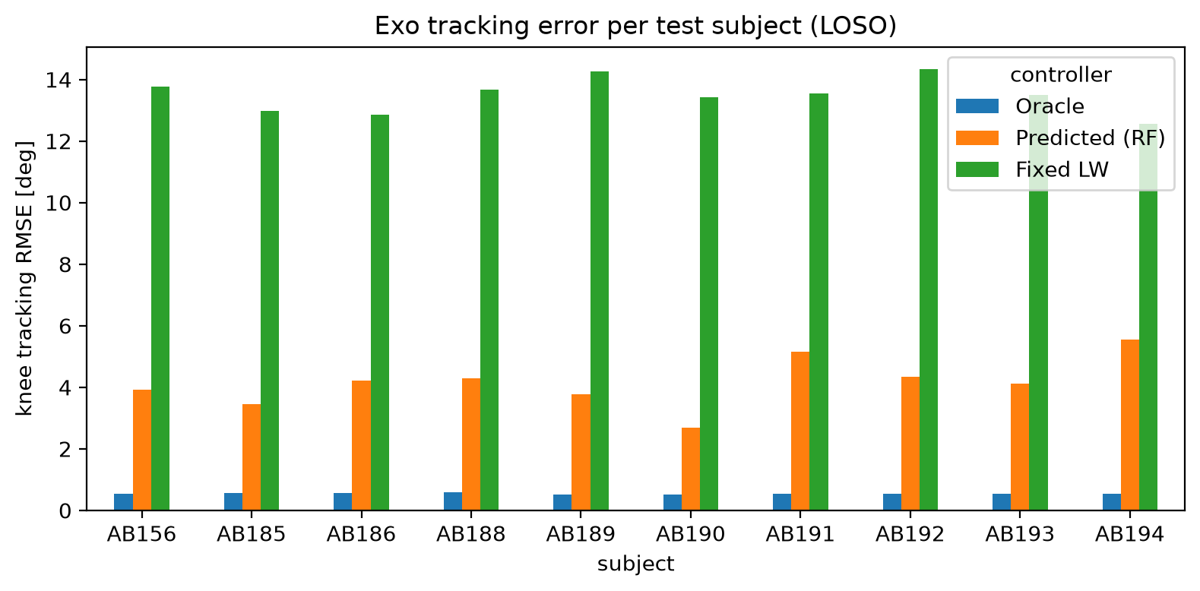 Exo tracking error per test subject (LOSO)
knee tracking RMSE [deg]
14
12
10
8
6
4
2
0
controller
Oracle
Predicted (RF)
Fixed LW
AB156 AB185 AB186 AB188 AB189 AB190 AB191 AB192 AB193 AB194
subject